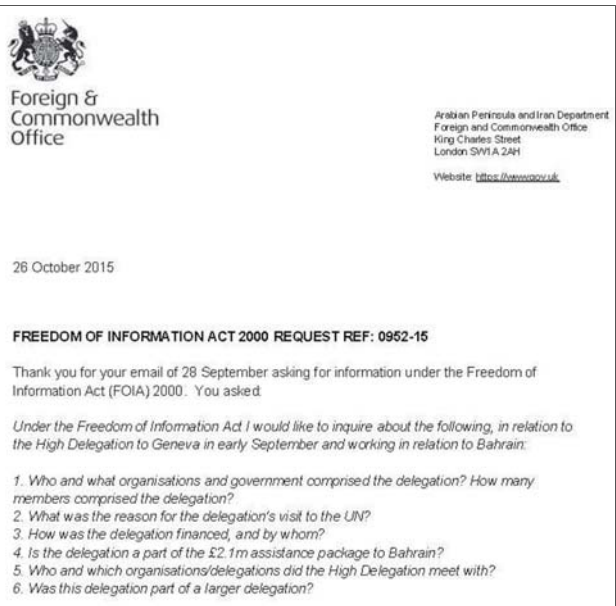 Foreign &
Commonwealth
Office
Arabian Peninsula and Iran Department
Foreign and Commonwealth Office
King Charles Street
London SW1A 2AH
Website: https://www.gov.uk
26 October 2015
FREEDOM OF INFORMATION ACT 2000 REQUEST REF: 0952-15
Thank you for your email of 28 September asking for information under the Freedom of
Information Act (FOIA) 2000. You asked:
Under the Freedom of Information Act I would like to inquire about the following, in relation to
the High Delegation to Geneva in early September and working in relation to Bahrain:
1. Who and what organisations and government comprised the delegation? How many
members comprised the delegation?
2. What was the reason for the delegation's visit to the UN?
3. How was the delegation financed, and by whom?
4. Is the delegation a part of the £2.1m assistance package to Bahrain?
5. Who and which organisations/delegations did the High Delegation meet with?
6. Was this delegation part of a larger delegation?